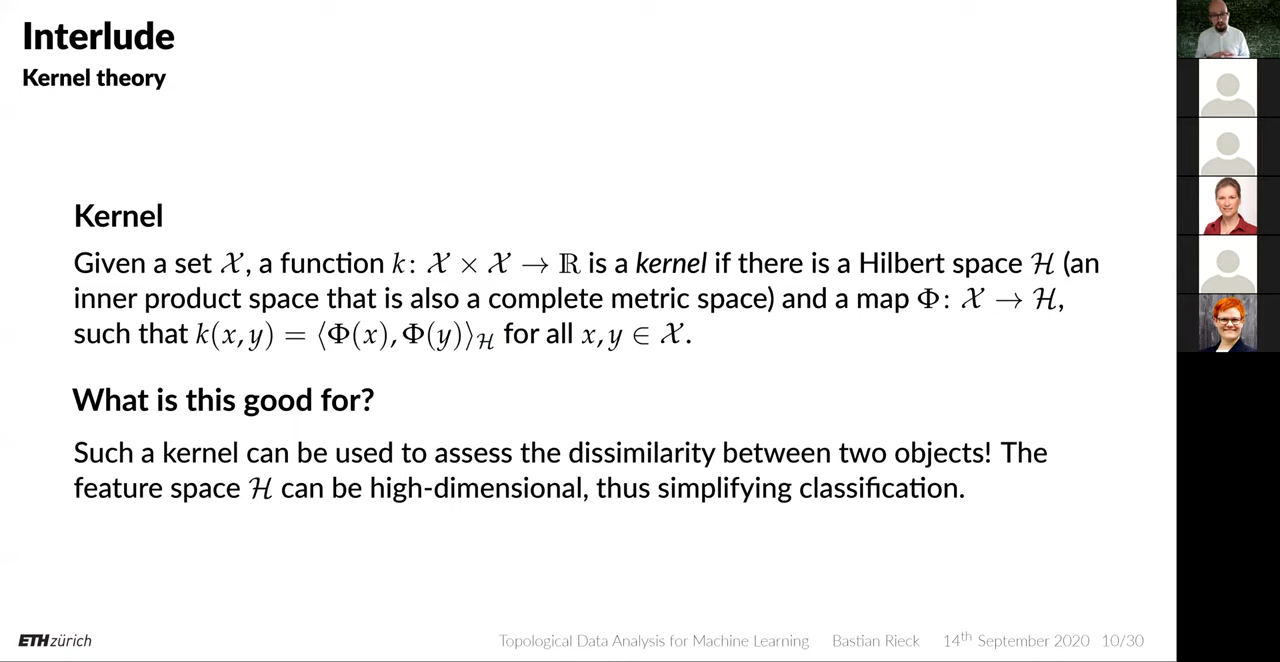 Interlude
Kernel theory
Kernel
Given a set 𝒳, a function k: 𝒳 × 𝒳 → ℝ is a kernel if there is a Hilbert space ℋ (an
inner product space that is also a complete metric space) and a map Φ: 𝒳 → ℋ,
such that k(x, y) = ⟨Φ(x), Φ(y)⟩ℋ for all x, y ∈ 𝒳.
What is this good for?
Such a kernel can be used to assess the dissimilarity between two objects! The
feature space ℋ can be high-dimensional, thus simplifying classification.
ETH zürich
Topological Data Analysis for Machine Learning Bastian Rieck 14th September 2020 10/30